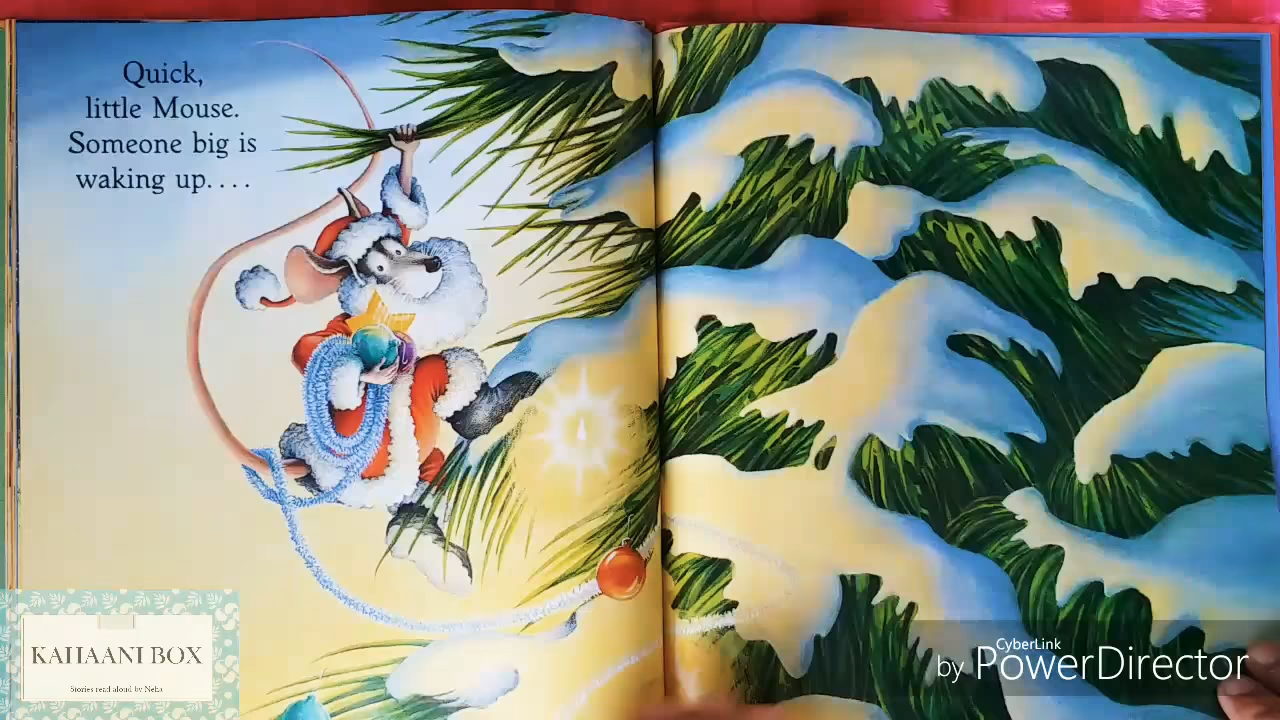 Quick,
little Mouse.
Someone big is
waking up....
KAHAANI BOX
Stories read aloud by Neha
CyberLink
by PowerDirector